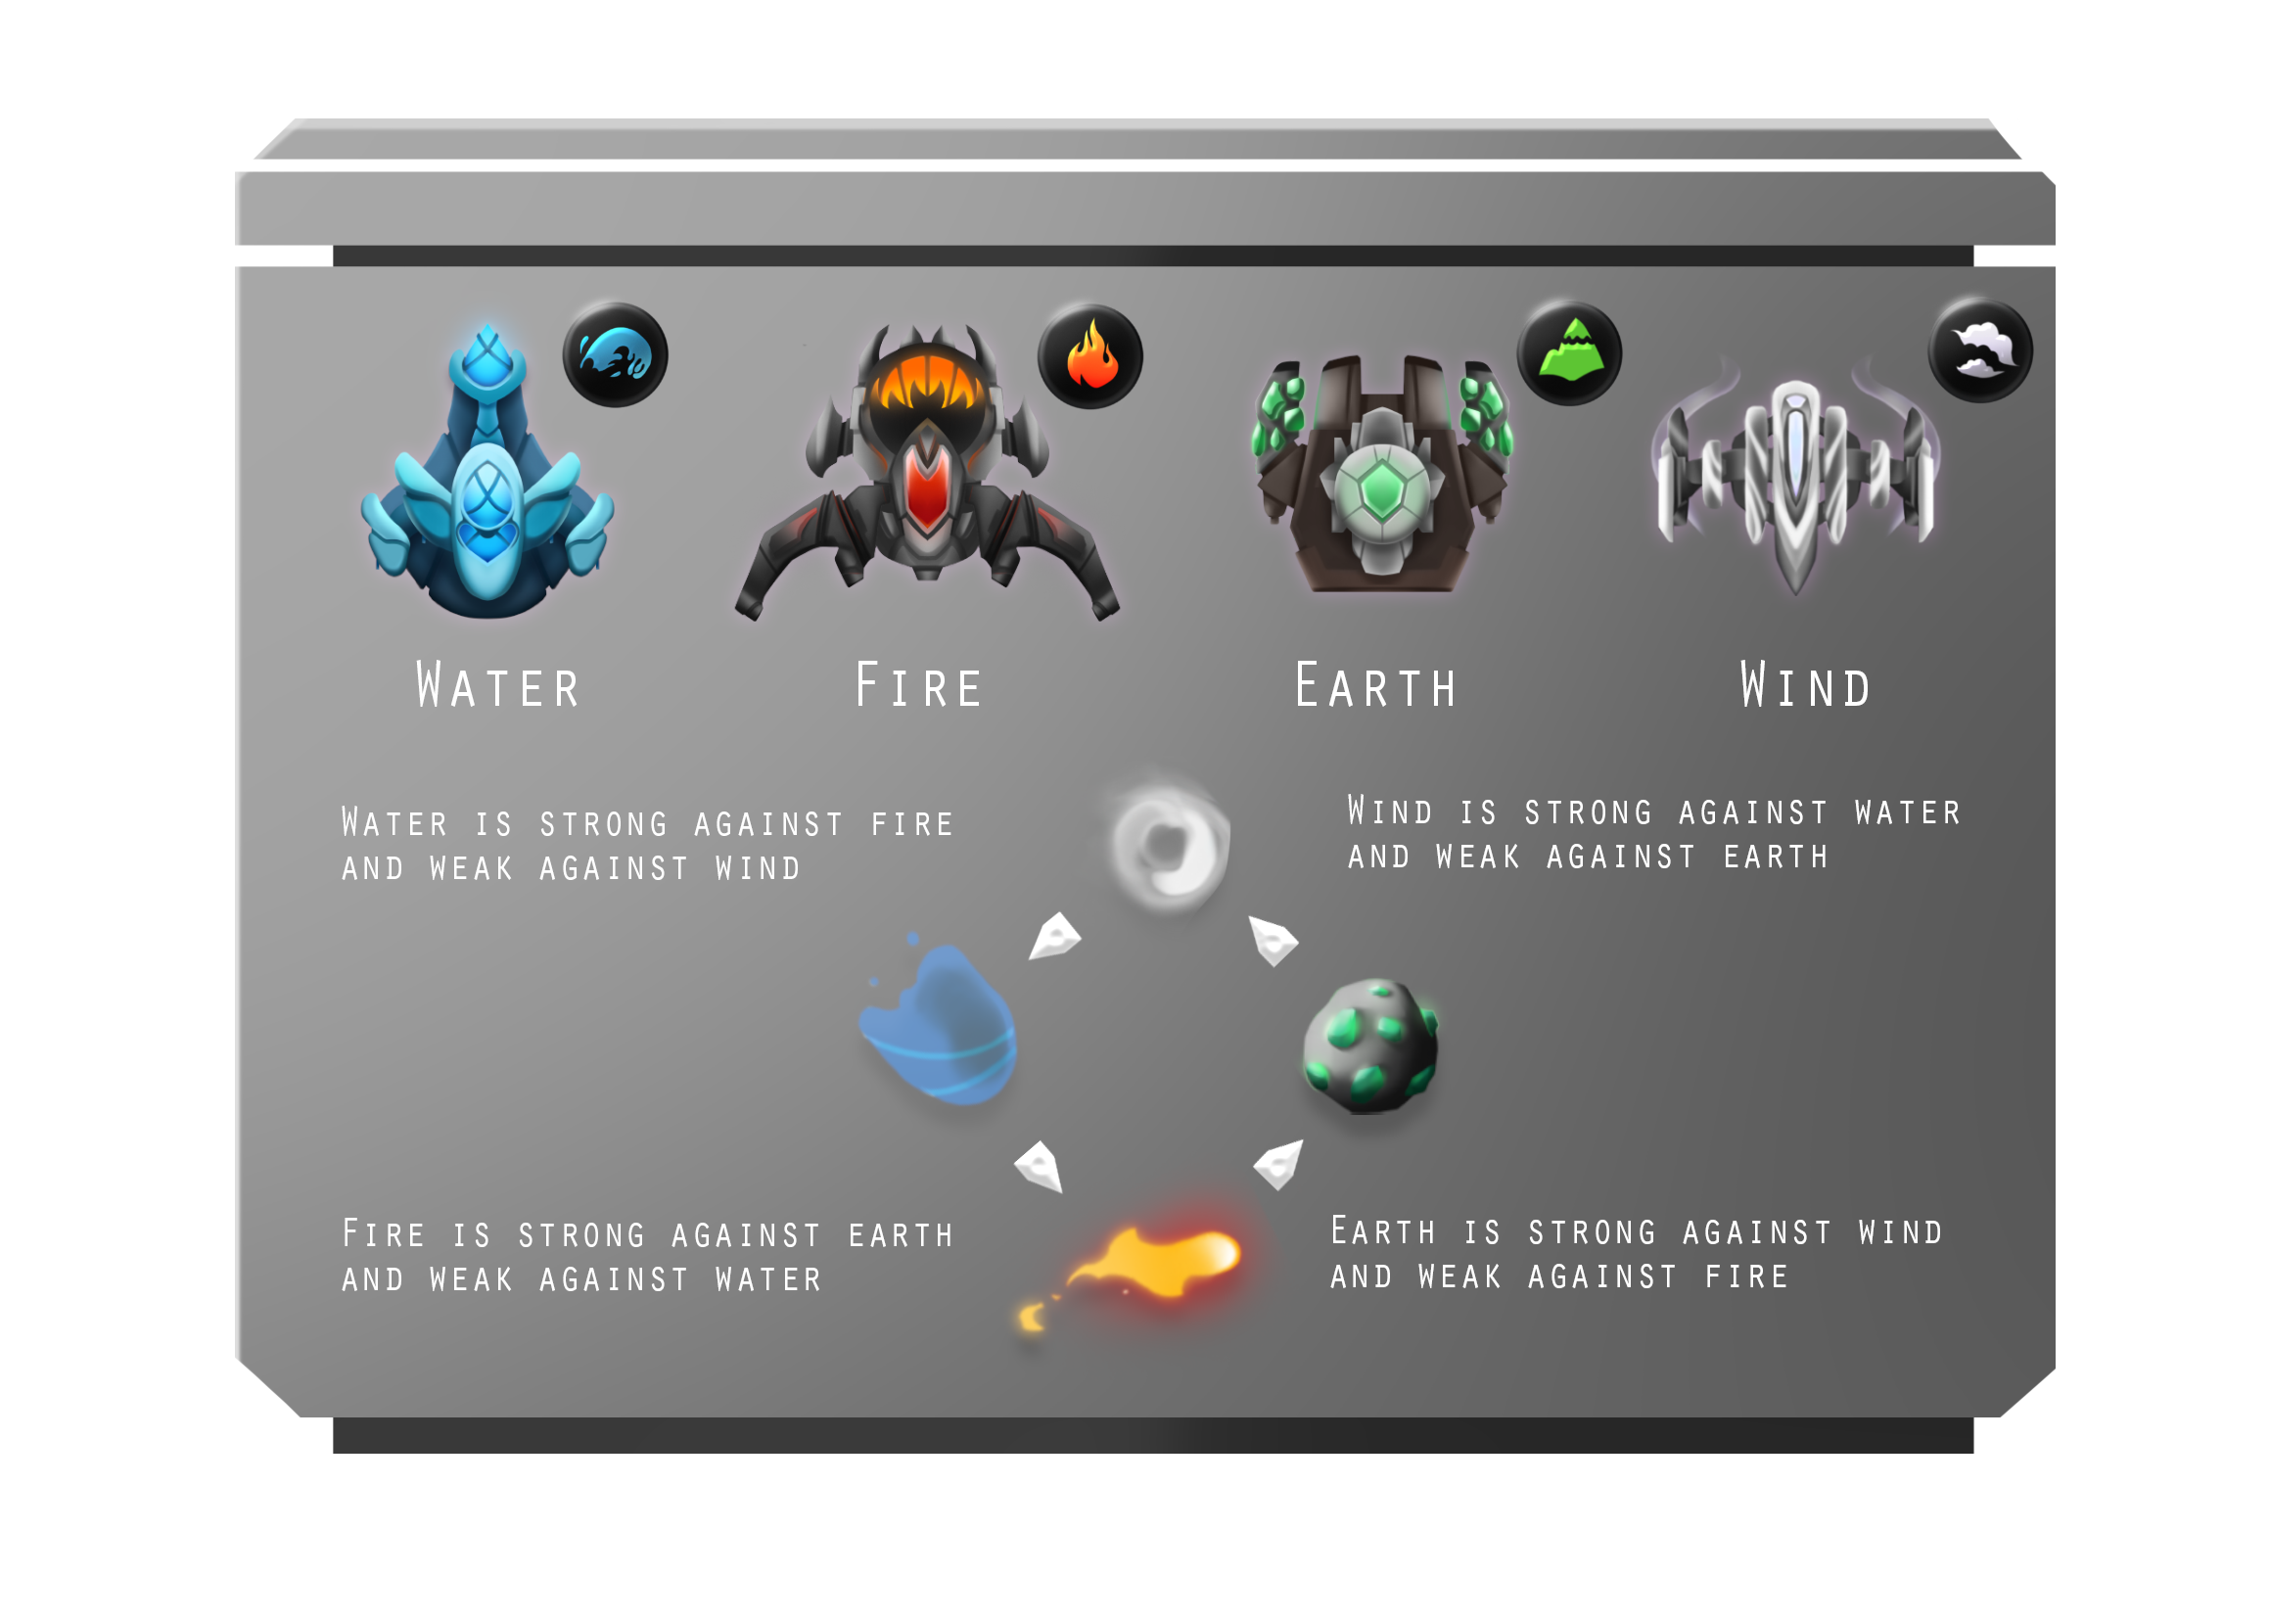 Water
Fire
Earth
Wind
Water is strong against fire
and weak against wind
Wind is strong against water
and weak against earth
Fire is strong against earth
and weak against water
Earth is strong against wind
and weak against fire